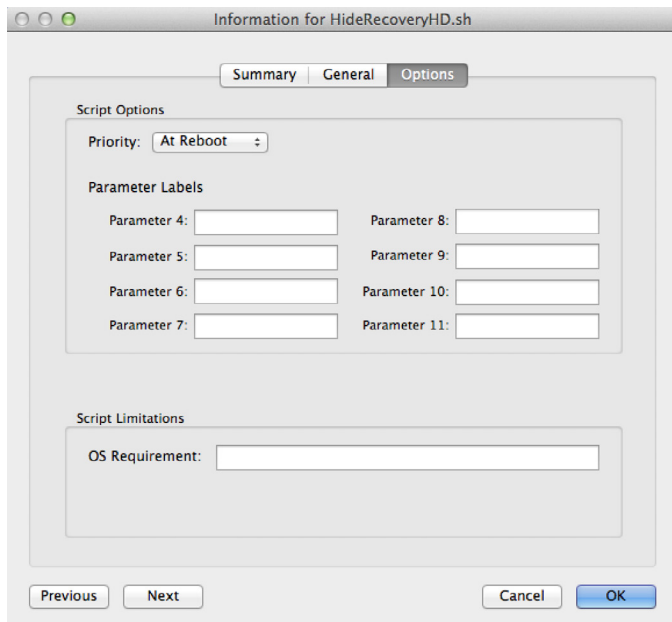 Information for HideRecoveryHD.sh
Summary General Options
Script Options
Priority: At Reboot
Parameter Labels
Parameter 4: Parameter 8:
Parameter 5: Parameter 9:
Parameter 6: Parameter 10:
Parameter 7: Parameter 11:
Script Limitations
OS Requirement:
Previous Next Cancel OK